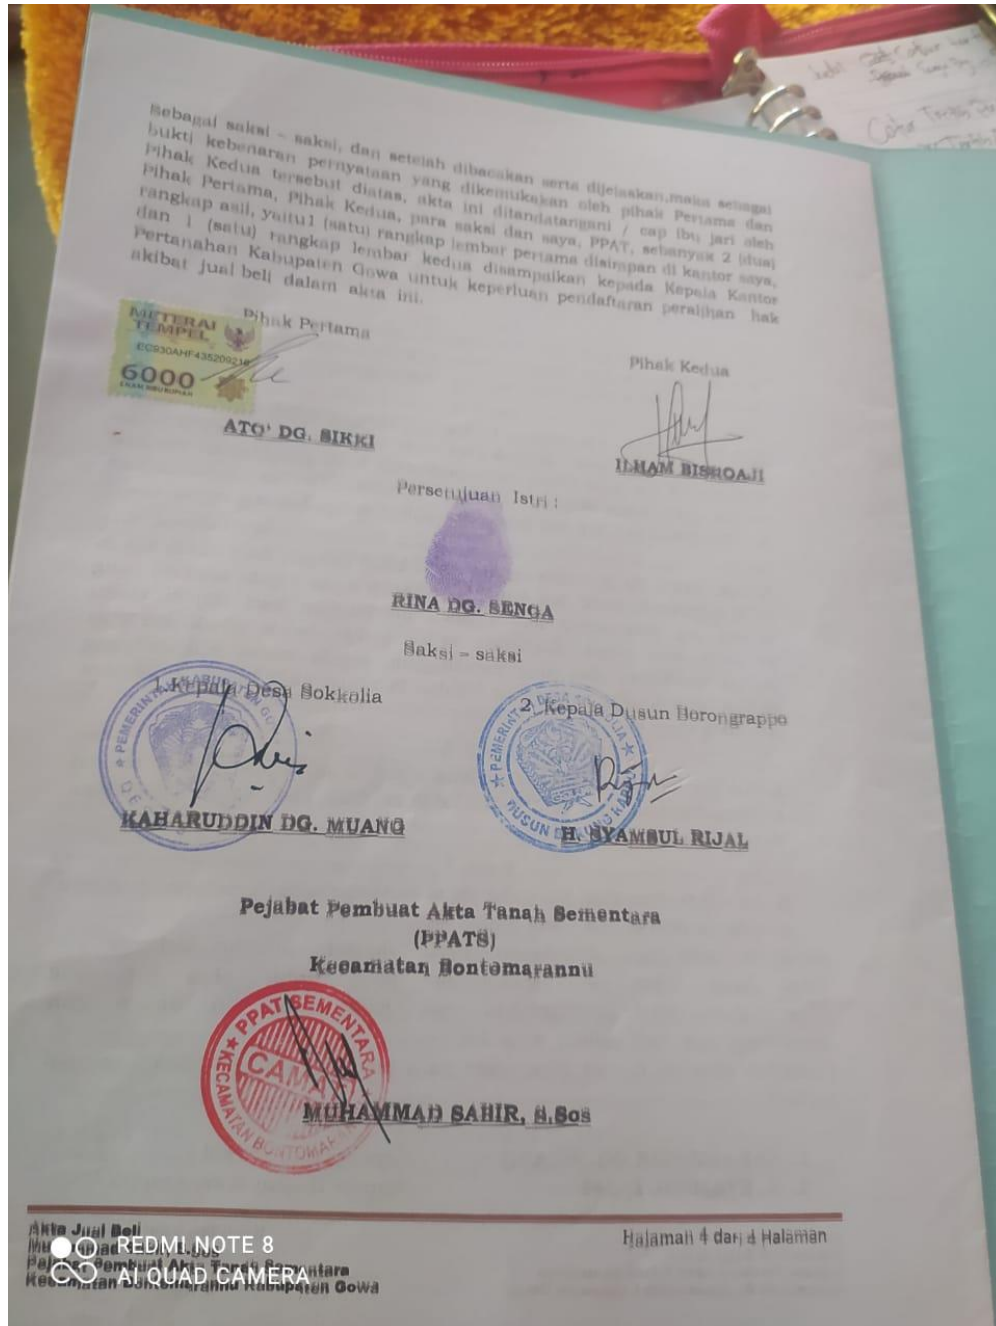 Sebagai saksi – saksi, dan setelah dibacakan serta dijelaskan,maka sebagai
bukti kebenaran pernyataan yang dikemukakan oleh pihak Pertama dan
Pihak Kedua tersebut diatas, akta ini ditandatangani / cap ibu jari oleh
Pihak Pertama, Pihak Kedua, para saksi dan saya, PPAT, sebanyak 2 (dua)
rangkap asli, yaitu1 (satu) rangkap lembar pertama disimpan di kantor saya,
dan 1 (satu) rangkap lembar kedua disampaikan kepada Kepala Kantor
Pertanahan Kabupaten Gowa untuk keperluan pendaftaran peralihan hak
akibat jual beli dalam akta ini.
Pihak Pertama
Pihak Kedua
METERAI
TEMPEL
6000
ENAM RIBU RUPIAH
ATO' DG. SIKKI
ILHAM BISROAJI
Persetujuan Istri :
RINA DG. SENGA
Saksi – saksi
1. Kepala Desa Sokkolia
2. Kepala Dusun Borongrappo
KAHARUDDIN DG. MUANG
H. SYAMSUL RIJAL
Pejabat Pembuat Akta Tanah Sementara
(PPATS)
Kecamatan Bontomarannu
PPAT SEMENTARA
CAMAT
KECAMATAN BONTOMARANNU
MUHAMMAD SAHIR, S.Sos
Akta Jual Beli
Muhammad Sahir, S.Sos
Pejabat Pembuat Akta Tanah Sementara
Kecamatan Bontomarannu Kabupaten Gowa
Halaman 4 dari 4 Halaman
REDMI NOTE 8
AI QUAD CAMERA